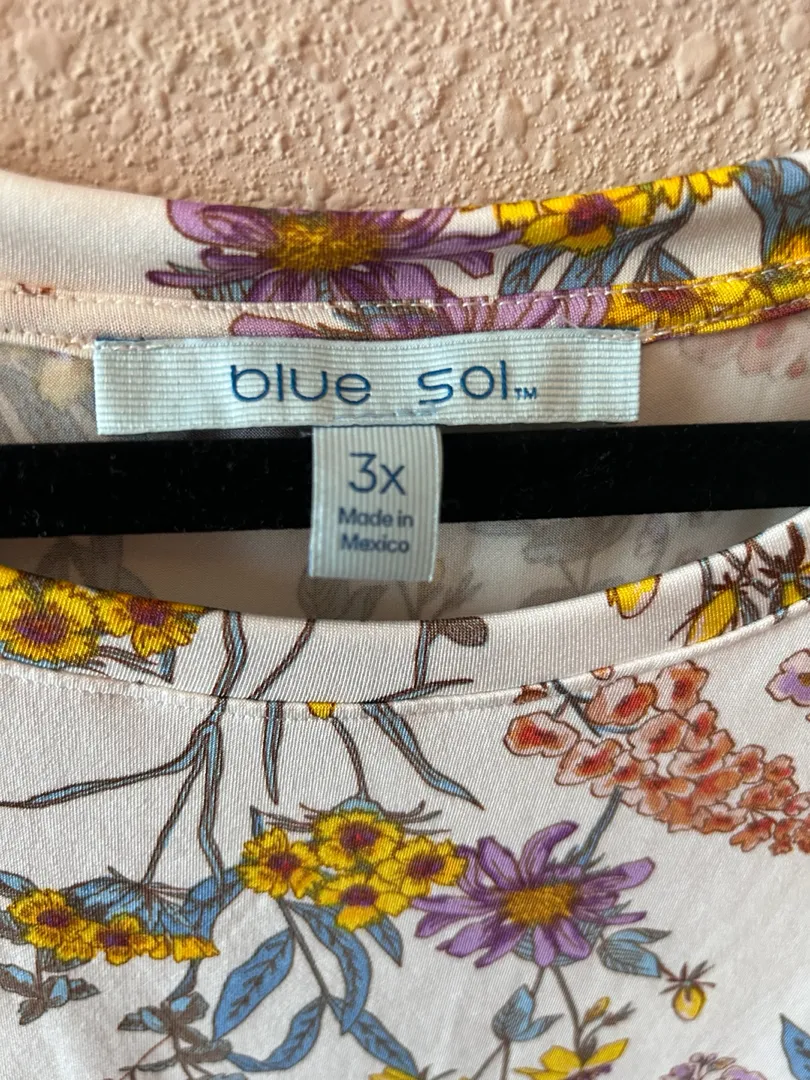 blue sol™
3x
Made in
Mexico